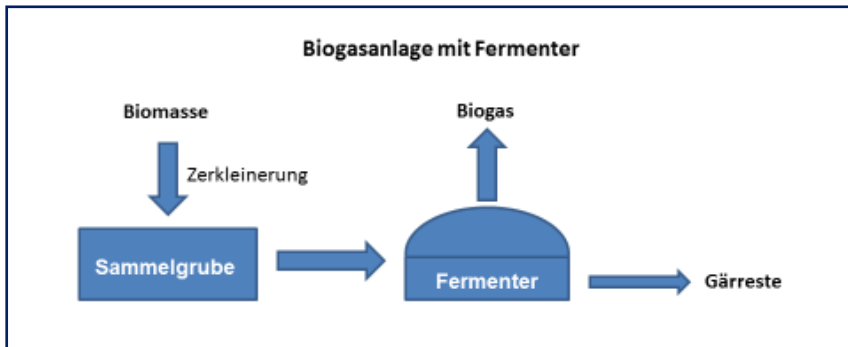 Biogasanlage mit Fermenter
Biomasse
Biogas
Zerkleinerung
Sammelgrube
Fermenter
Gärreste